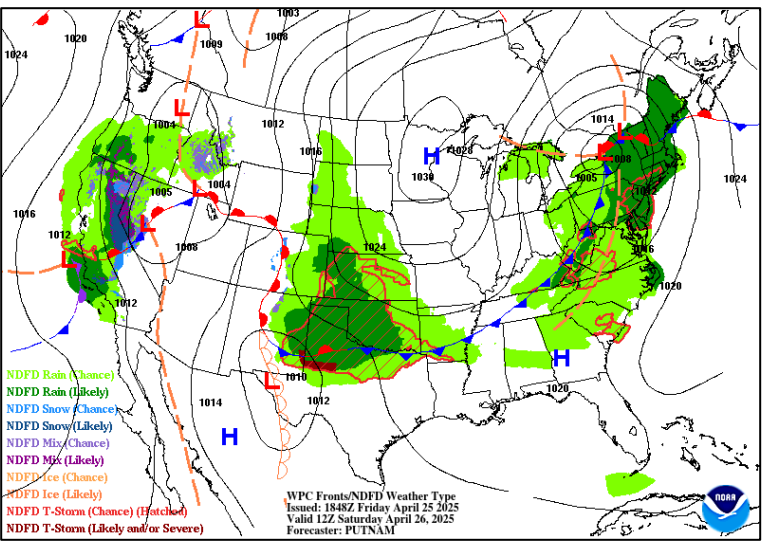 1003
1020
1009
1008
1024
L
L
1004
1012
1014
L
1016
H
1028
L
1008
1030
1005
1005
1004
1024
L
1012
1016
L
1012
1008
1024
1016
L
1020
1012
H
1010
L
1020
1014
1012
H
NDFD Rain (Chance)
NDFD Rain (Likely)
NDFD Snow (Chance)
NDFD Snow (Likely)
NDFD Mix (Chance)
NDFD Mix (Likely)
NDFD Ice (Chance)
NDFD Ice (Likely)
NDFD T-Storm (Chance) (Hatched)
NDFD T-Storm (Likely and/or Severe)
WPC Fronts/NDFD Weather Type
Issued: 1848Z Friday April 25 2025
Valid 12Z Saturday April 26, 2025
Forecaster: PUTNAM
NOAA